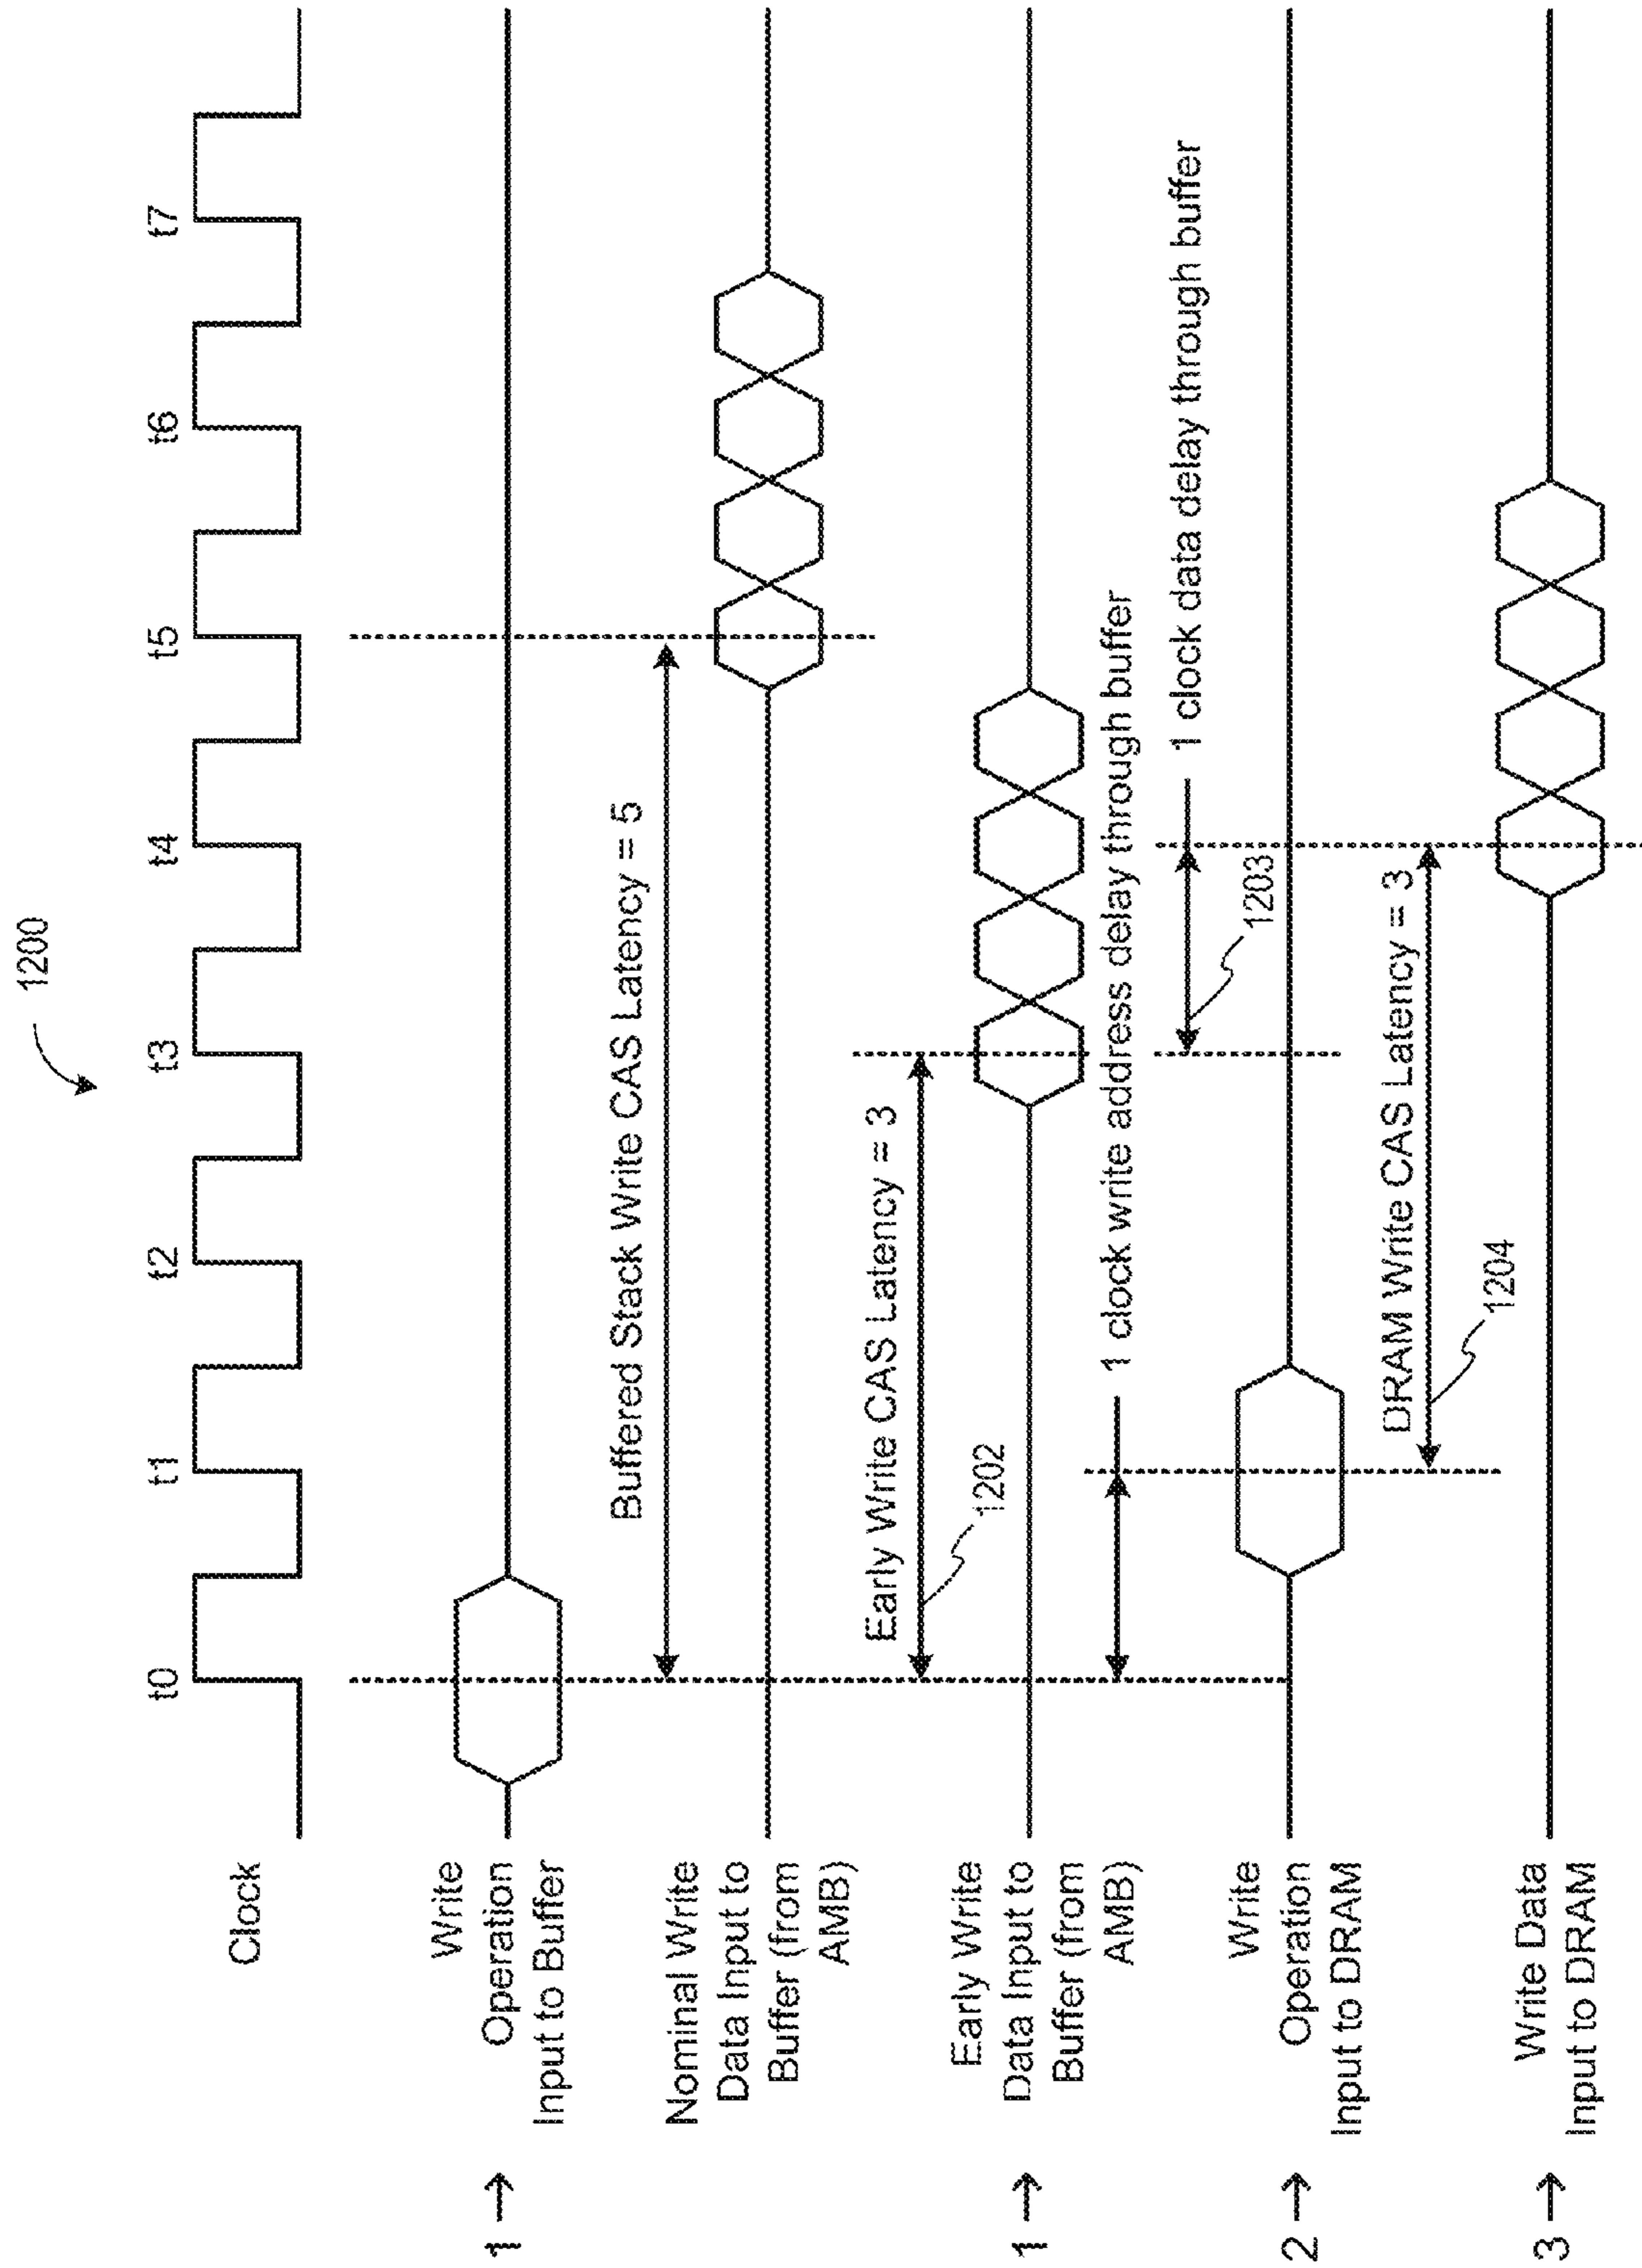 1200
t0 t1 t2 t3 t4 t5 t6 t7
Clock
1 →
Write
Operation
Input to Buffer
Buffered Stack Write CAS Latency = 5
Nominal Write
Data Input to
Buffer (from
AMB)
Early Write CAS Latency = 3
1202
1 →
Early Write
Data Input to
Buffer (from
AMB)
1 clock write address delay through buffer
1 clock data delay through buffer
1203
2 →
Write
Operation
Input to DRAM
DRAM Write CAS Latency = 3
1204
3 →
Write Data
Input to DRAM